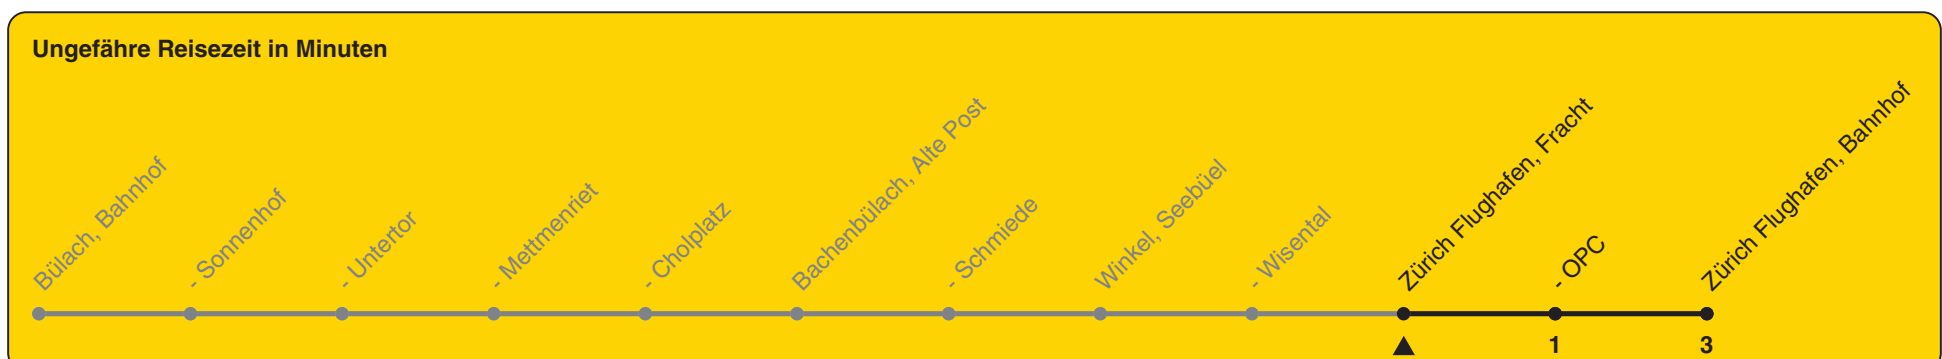 Ungefähre Reisezeit in Minuten
Bülach, Bahnhof
- Sonnenhof
- Untertor
- Mettmenriet
- Cholplatz
Bachenbülach, Alte Post
- Schmiede
Winkel, Seebüel
- Wisental
Zürich Flughafen, Fracht
- OPC
Zürich Flughafen, Bahnhof
1
3